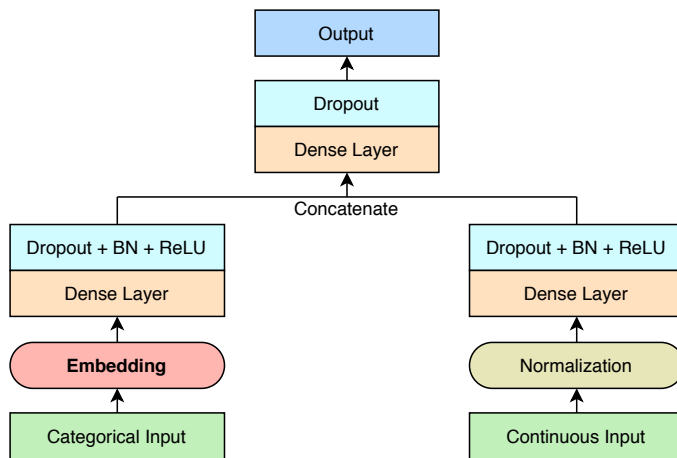 Output
Dropout
Dense Layer
Concatenate
Dropout + BN + ReLU
Dropout + BN + ReLU
Dense Layer
Dense Layer
Embedding
Normalization
Categorical Input
Continuous Input